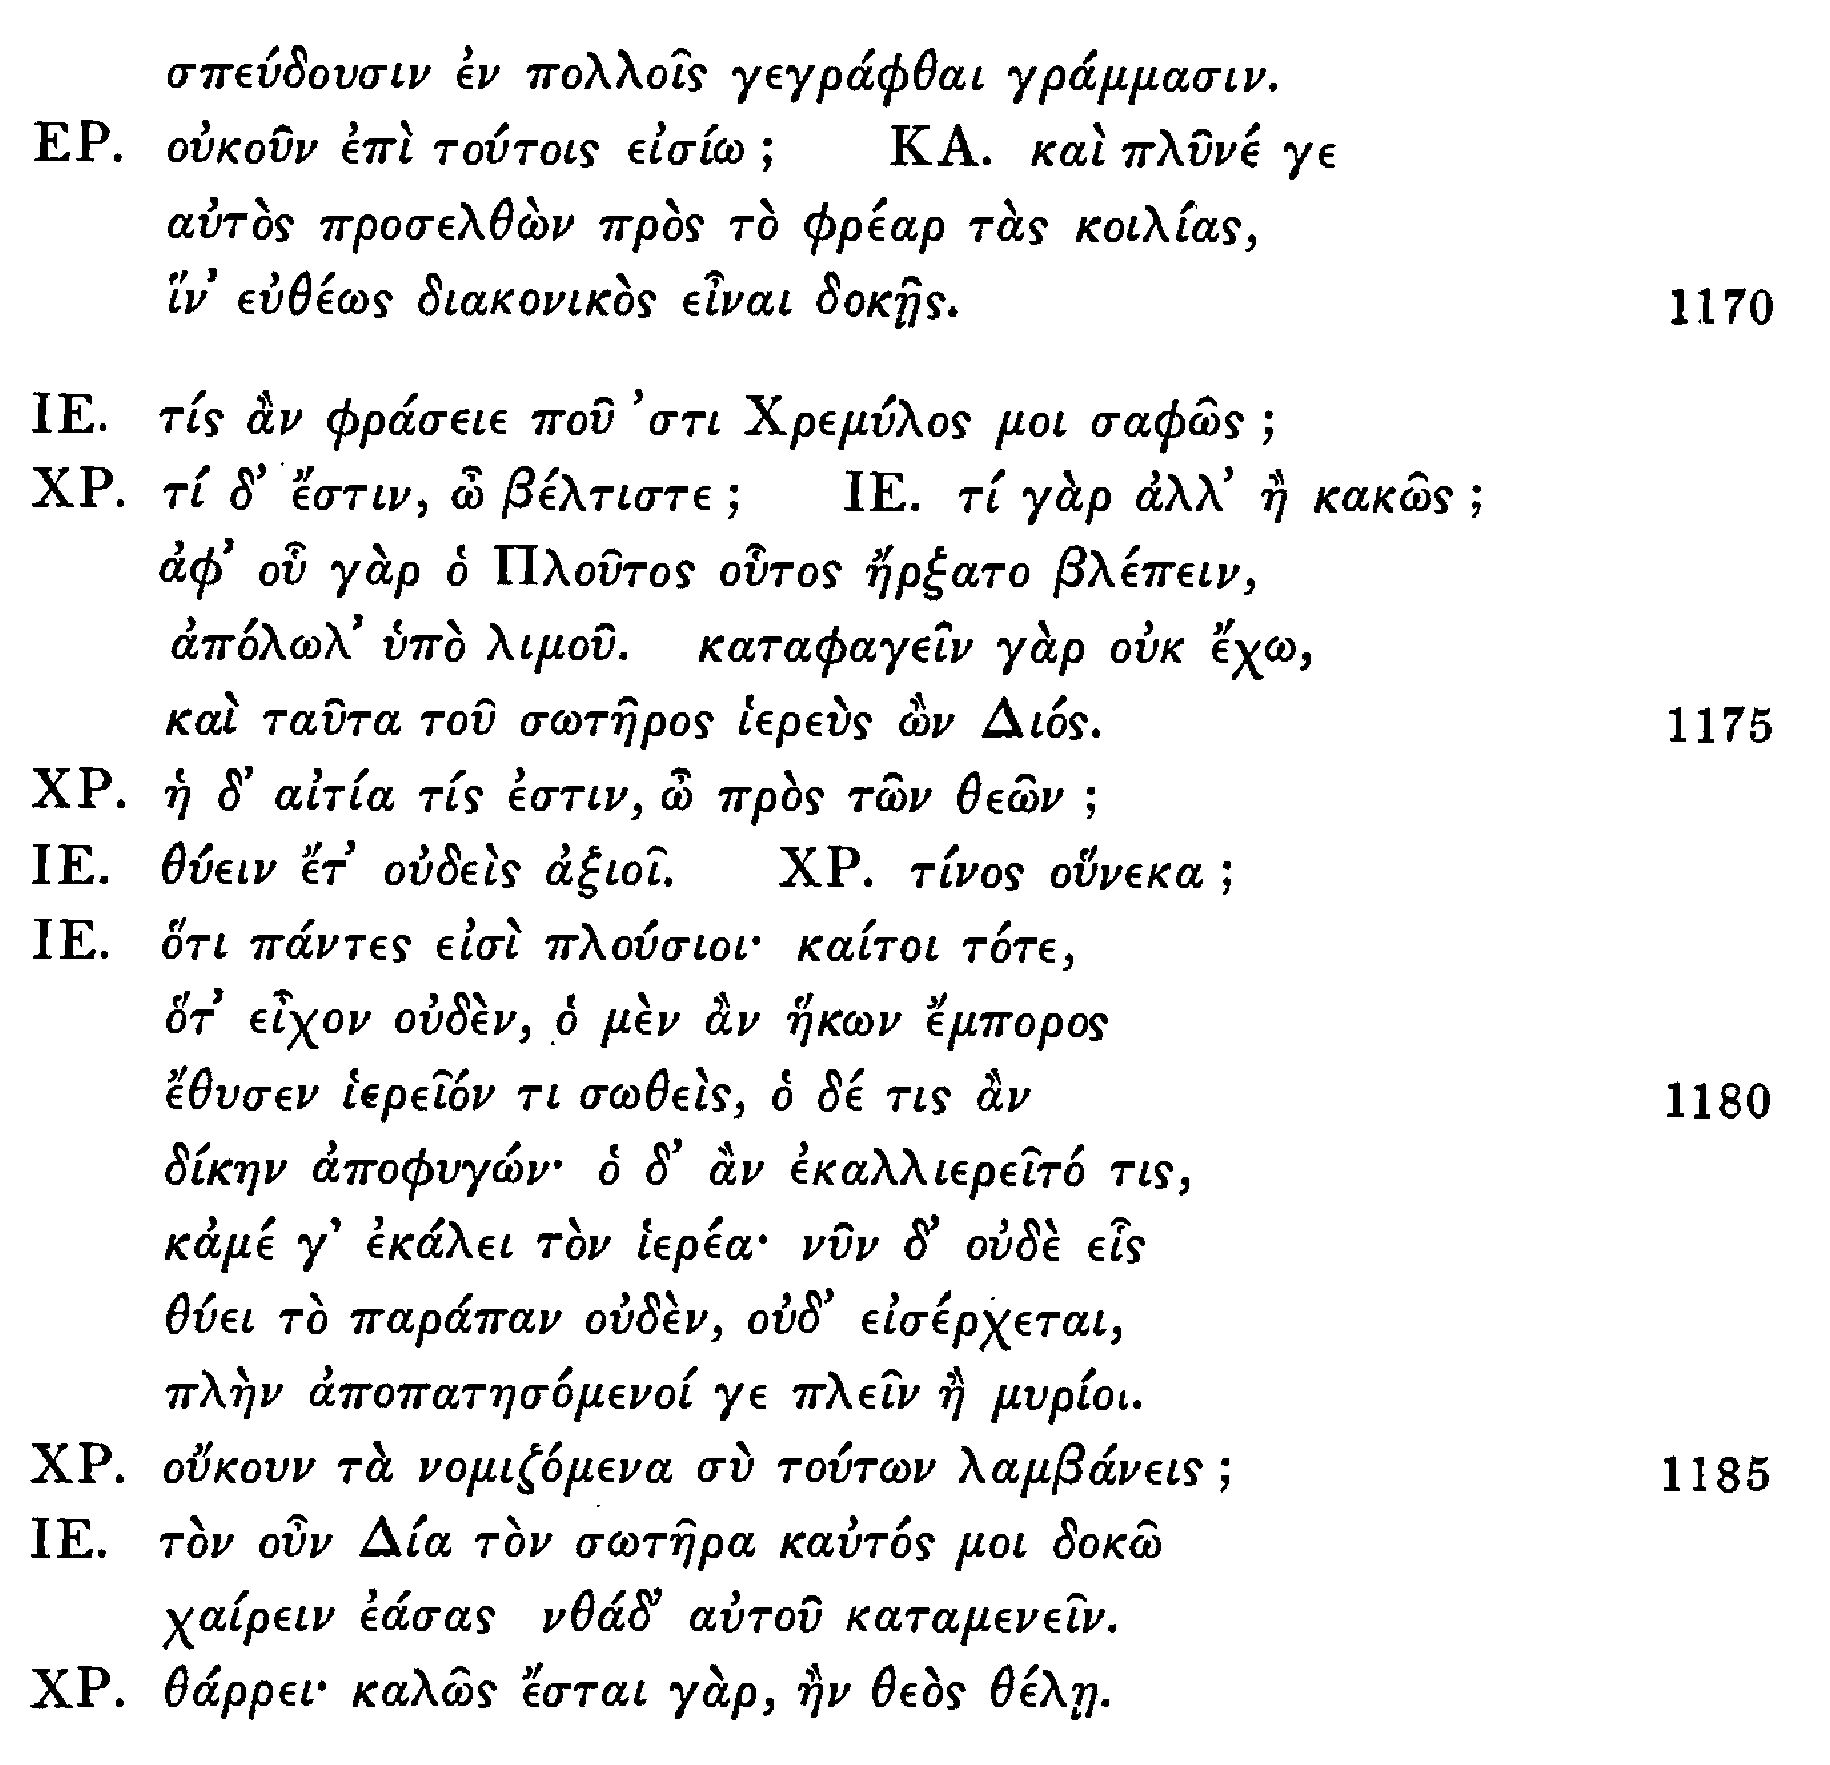 σπεύδουσιν ἐν πολλοῖς γεγράφθαι γράμμασιν.
ΕΡ. οὐκοῦν ἐπὶ τούτοις εἰσίω; ΚΑ. καὶ πλῦνέ γε
αὐτὸς προσελθὼν πρὸς τὸ φρέαρ τὰς κοιλίας,
ἵν’ εὐθέως διακονικὸς εἶναι δοκῇς. 1170
ΙΕ. τίς ἂν φράσειε ποῦ ’στι Χρεμύλος μοι σαφῶς;
ΧΡ. τί δ’ ἔστιν, ὦ βέλτιστε; ΙΕ. τί γὰρ ἀλλ’ ἢ κακῶς;
ἀφ’ οὗ γὰρ ὁ Πλοῦτος οὗτος ἤρξατο βλέπειν,
ἀπόλωλ’ ὑπὸ λιμοῦ. καταφαγεῖν γὰρ οὐκ ἔχω,
καὶ ταῦτα τοῦ σωτῆρος ἱερεὺς ὢν Διός. 1175
ΧΡ. ἡ δ’ αἰτία τίς ἐστιν, ὦ πρὸς τῶν θεῶν;
ΙΕ. θύειν ἔτ’ οὐδεὶς ἀξιοῖ. ΧΡ. τίνος οὕνεκα;
ΙΕ. ὅτι πάντες εἰσὶ πλούσιοι· καίτοι τότε,
ὅτ’ εἶχον οὐδὲν, ὁ μὲν ἂν ἥκων ἔμπορος
ἔθυσεν ἱερεῖόν τι σωθεὶς, ὁ δέ τις ἂν 1180
δίκην ἀποφυγών· ὁ δ’ ἂν ἐκαλλιερεῖτό τις,
κἀμέ γ’ ἐκάλει τὸν ἱερέα· νῦν δ’ οὐδὲ εἷς
θύει τὸ παράπαν οὐδὲν, οὐδ’ εἰσέρχεται,
πλὴν ἀποπατησόμενοί γε πλεῖν ἢ μυρίοι.
ΧΡ. οὔκουν τὰ νομιζόμενα σὺ τούτων λαμβάνεις; 1185
ΙΕ. τὸν οὖν Δία τὸν σωτῆρα καὐτός μοι δοκῶ
χαίρειν ἐάσας νθάδ’ αὐτοῦ καταμενεῖν.
ΧΡ. θάρρει· καλῶς ἔσται γὰρ, ἢν θεὸς θέλῃ.